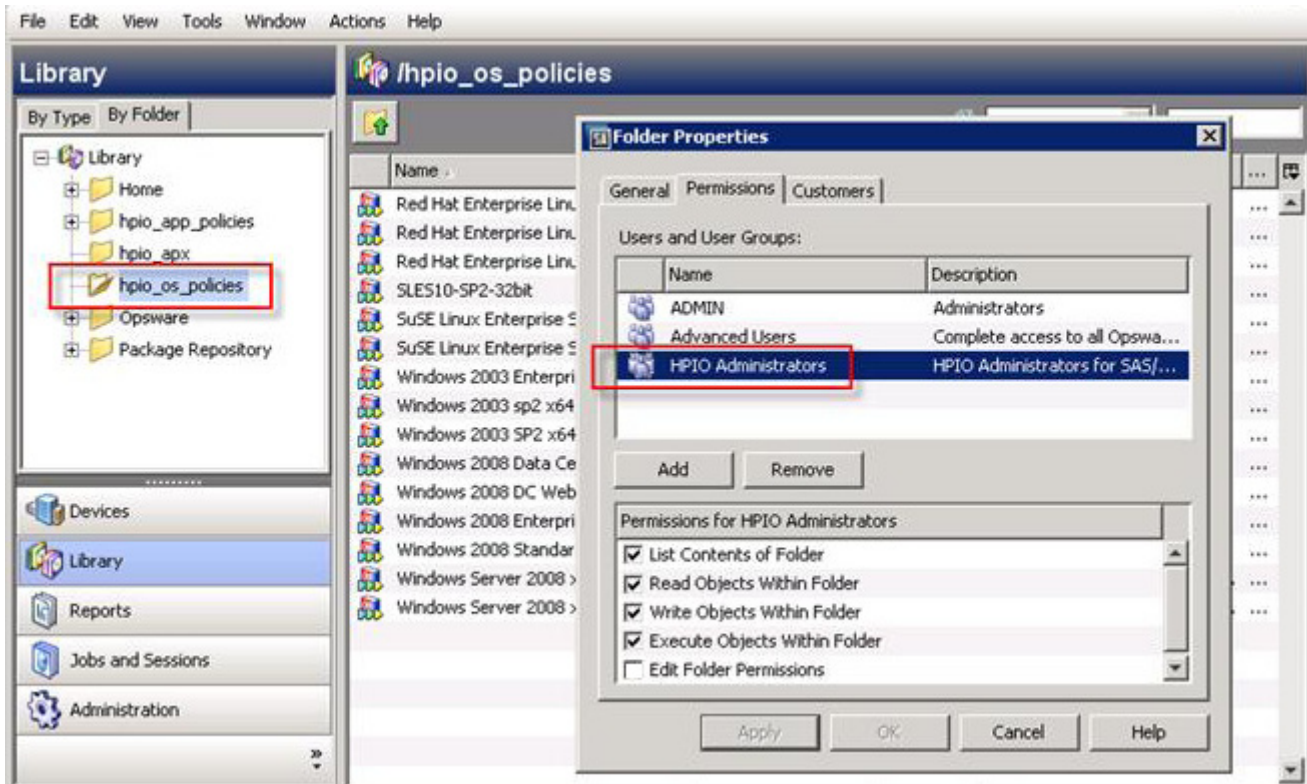 File Edit View Tools Window Actions Help
Library
By Type By Folder
Library
Home
hpio_app_policies
hpio_apx
hpio_os_policies
Opsware
Package Repository
Devices
Library
Reports
Jobs and Sessions
Administration
/hpio_os_policies
Name
Red Hat Enterprise Linu
Red Hat Enterprise Linu
Red Hat Enterprise Linu
SLES10-SP2-32bit
SuSE Linux Enterprise S
SuSE Linux Enterprise S
Windows 2003 Enterpri
Windows 2003 sp2 x64
Windows 2003 SP2 x64
Windows 2008 Data Ce
Windows 2008 DC Web
Windows 2008 Enterpri
Windows 2008 Standar
Windows Server 2008 x
Windows Server 2008 x
Folder Properties
General Permissions Customers
Users and User Groups:
Name Description
ADMIN Administrators
Advanced Users Complete access to all Opswa...
HPIO Administrators HPIO Administrators for SAS/...
Add Remove
Permissions for HPIO Administrators
List Contents of Folder
Read Objects Within Folder
Write Objects Within Folder
Execute Objects Within Folder
Edit Folder Permissions
Apply OK Cancel Help